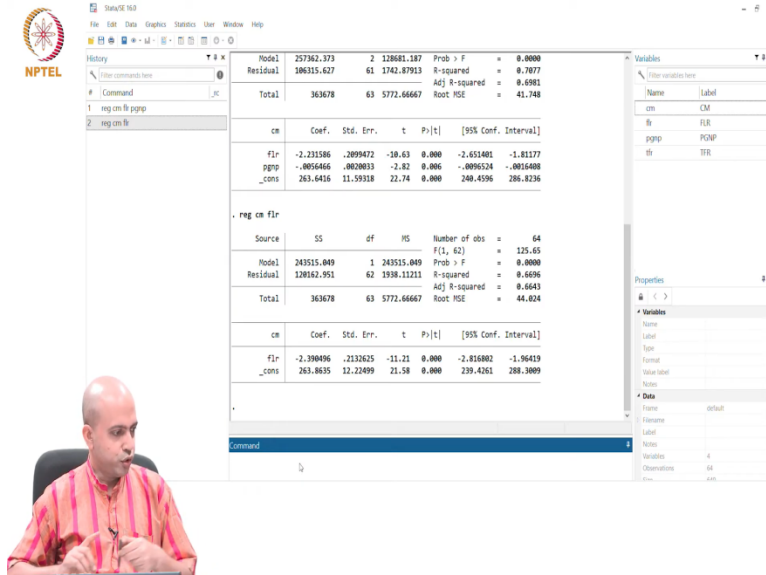 Stata/SE 16.0
File Edit Data Graphics Statistics User Window Help
NPTEL
History
Filter commands here
# Command _rc
1 reg cm flr pgnp
2 reg cm flr
Model 257362.373 2 128681.187 Prob > F = 0.0000
Residual 106315.627 61 1742.87913 R-squared = 0.7077
Adj R-squared = 0.6981
Total 363678 63 5772.66667 Root MSE = 41.748
cm Coef. Std. Err. t P>|t| [95% Conf. Interval]
flr -2.231586 .2099472 -10.63 0.000 -2.651401 -1.81177
pgnp -.0056466 .0020033 -2.82 0.006 -.0096524 -.0016408
_cons 263.6416 11.59318 22.74 0.000 240.4596 286.8236
. reg cm flr
Source SS df MS Number of obs = 64
F(1, 62) = 125.65
Model 243515.049 1 243515.049 Prob > F = 0.0000
Residual 120162.951 62 1938.11211 R-squared = 0.6696
Adj R-squared = 0.6643
Total 363678 63 5772.66667 Root MSE = 44.024
cm Coef. Std. Err. t P>|t| [95% Conf. Interval]
flr -2.390496 .2132625 -11.21 0.000 -2.816802 -1.96419
_cons 263.8635 12.22499 21.58 0.000 239.4261 288.3009
.
Command
Variables
Filter variables here
Name Label
cm CM
flr FLR
pgnp PGNP
tfr TFR
Properties
Variables
Name
Label
Type
Format
Value label
Notes
Data
Frame default
Filename
Label
Notes
Variables 4
Observations 64